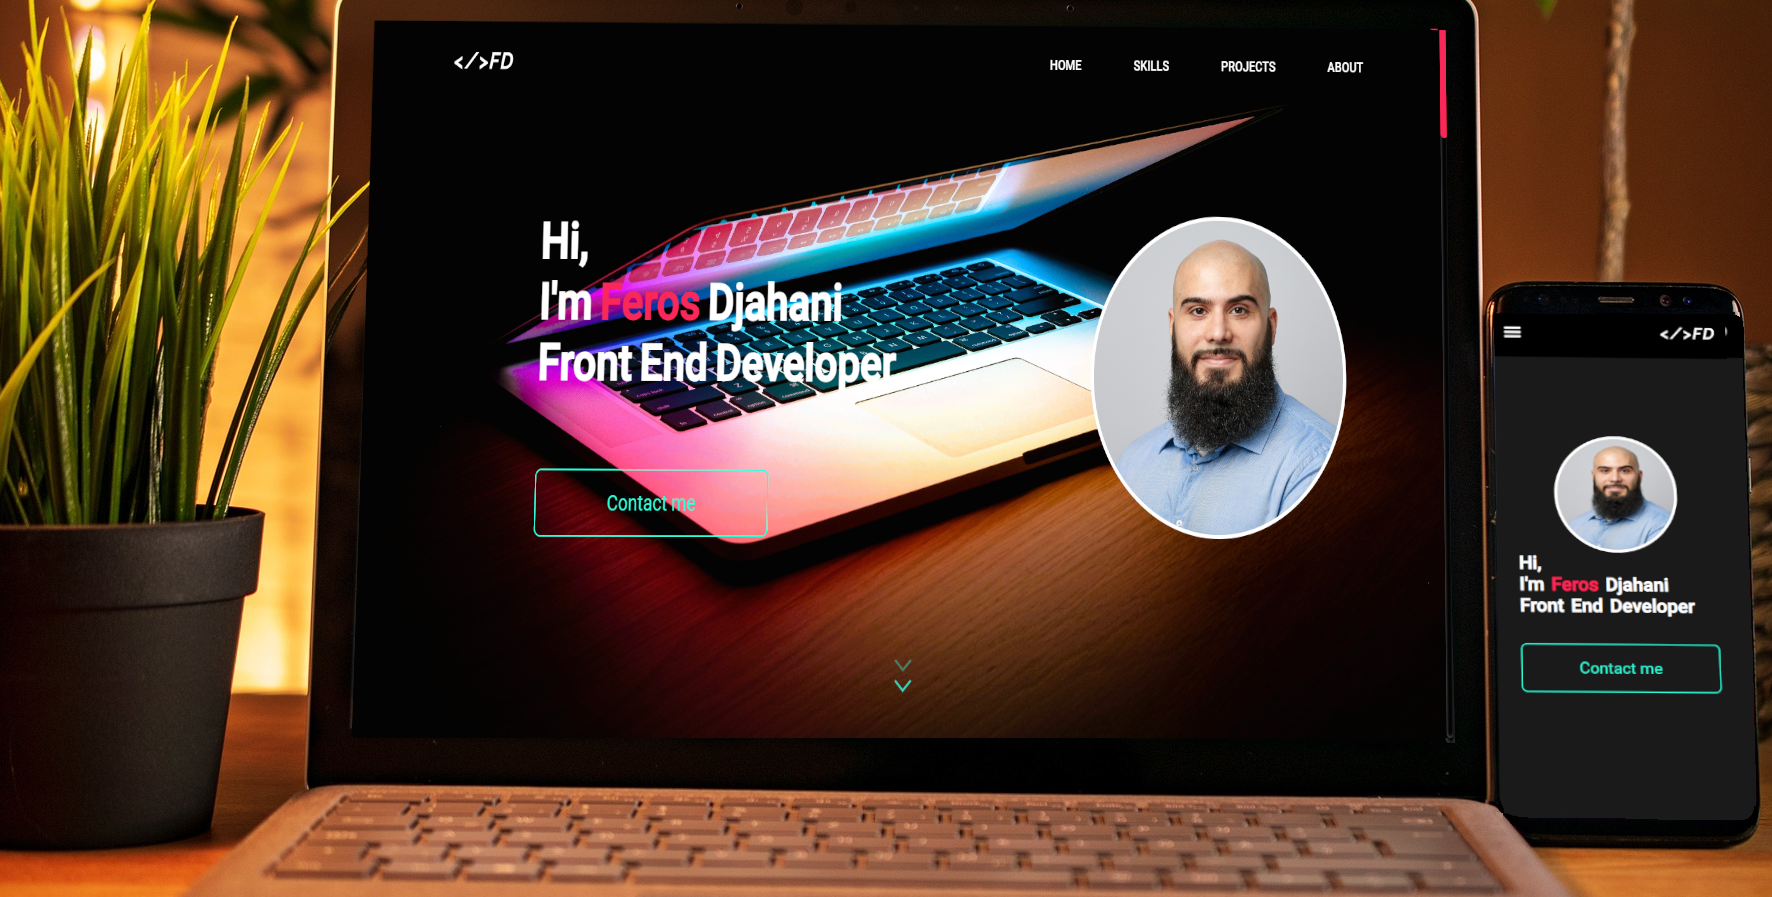 </>FD
HOME SKILLS PROJECTS ABOUT
Hi,
I'm Feros Djahani
Front End Developer
Contact me
</>FD
Hi,
I'm Feros Djahani
Front End Developer
Contact me